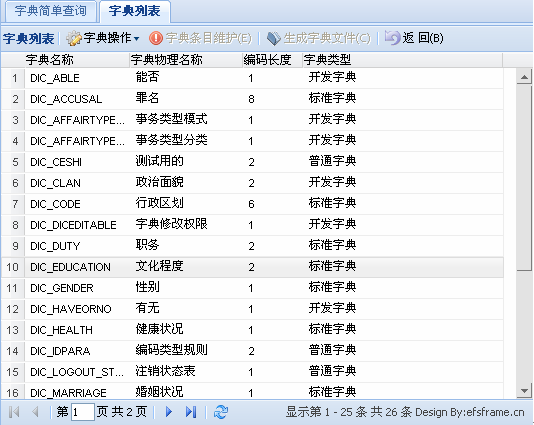 字典简单查询 字典列表
字典列表 字典操作 字典条目维护(E) 生成字典文件(C) 返 回(B)
字典名称 字典物理名称 编码长度 字典类型
1 DIC_ABLE 能否 1 开发字典
2 DIC_ACCUSAL 罪名 8 标准字典
3 DIC_AFFAIRTYPE... 事务类型模式 1 开发字典
4 DIC_AFFAIRTYPE... 事务类型分类 1 开发字典
5 DIC_CESHI 测试用的 2 普通字典
6 DIC_CLAN 政治面貌 2 开发字典
7 DIC_CODE 行政区划 6 标准字典
8 DIC_DICEDITABLE 字典修改权限 1 开发字典
9 DIC_DUTY 职务 2 标准字典
10 DIC_EDUCATION 文化程度 2 标准字典
11 DIC_GENDER 性别 1 标准字典
12 DIC_HAVEORNO 有无 1 开发字典
13 DIC_HEALTH 健康状况 1 标准字典
14 DIC_IDPARA 编码类型规则 2 普通字典
15 DIC_LOGOUT_ST... 注销状态表 1 普通字典
16 DIC_MARRIAGE 婚姻状况 1 标准字典
第 1 页 共 2 页 显示第 1 - 25 条 共 26 条 Design By:efsframe.cn